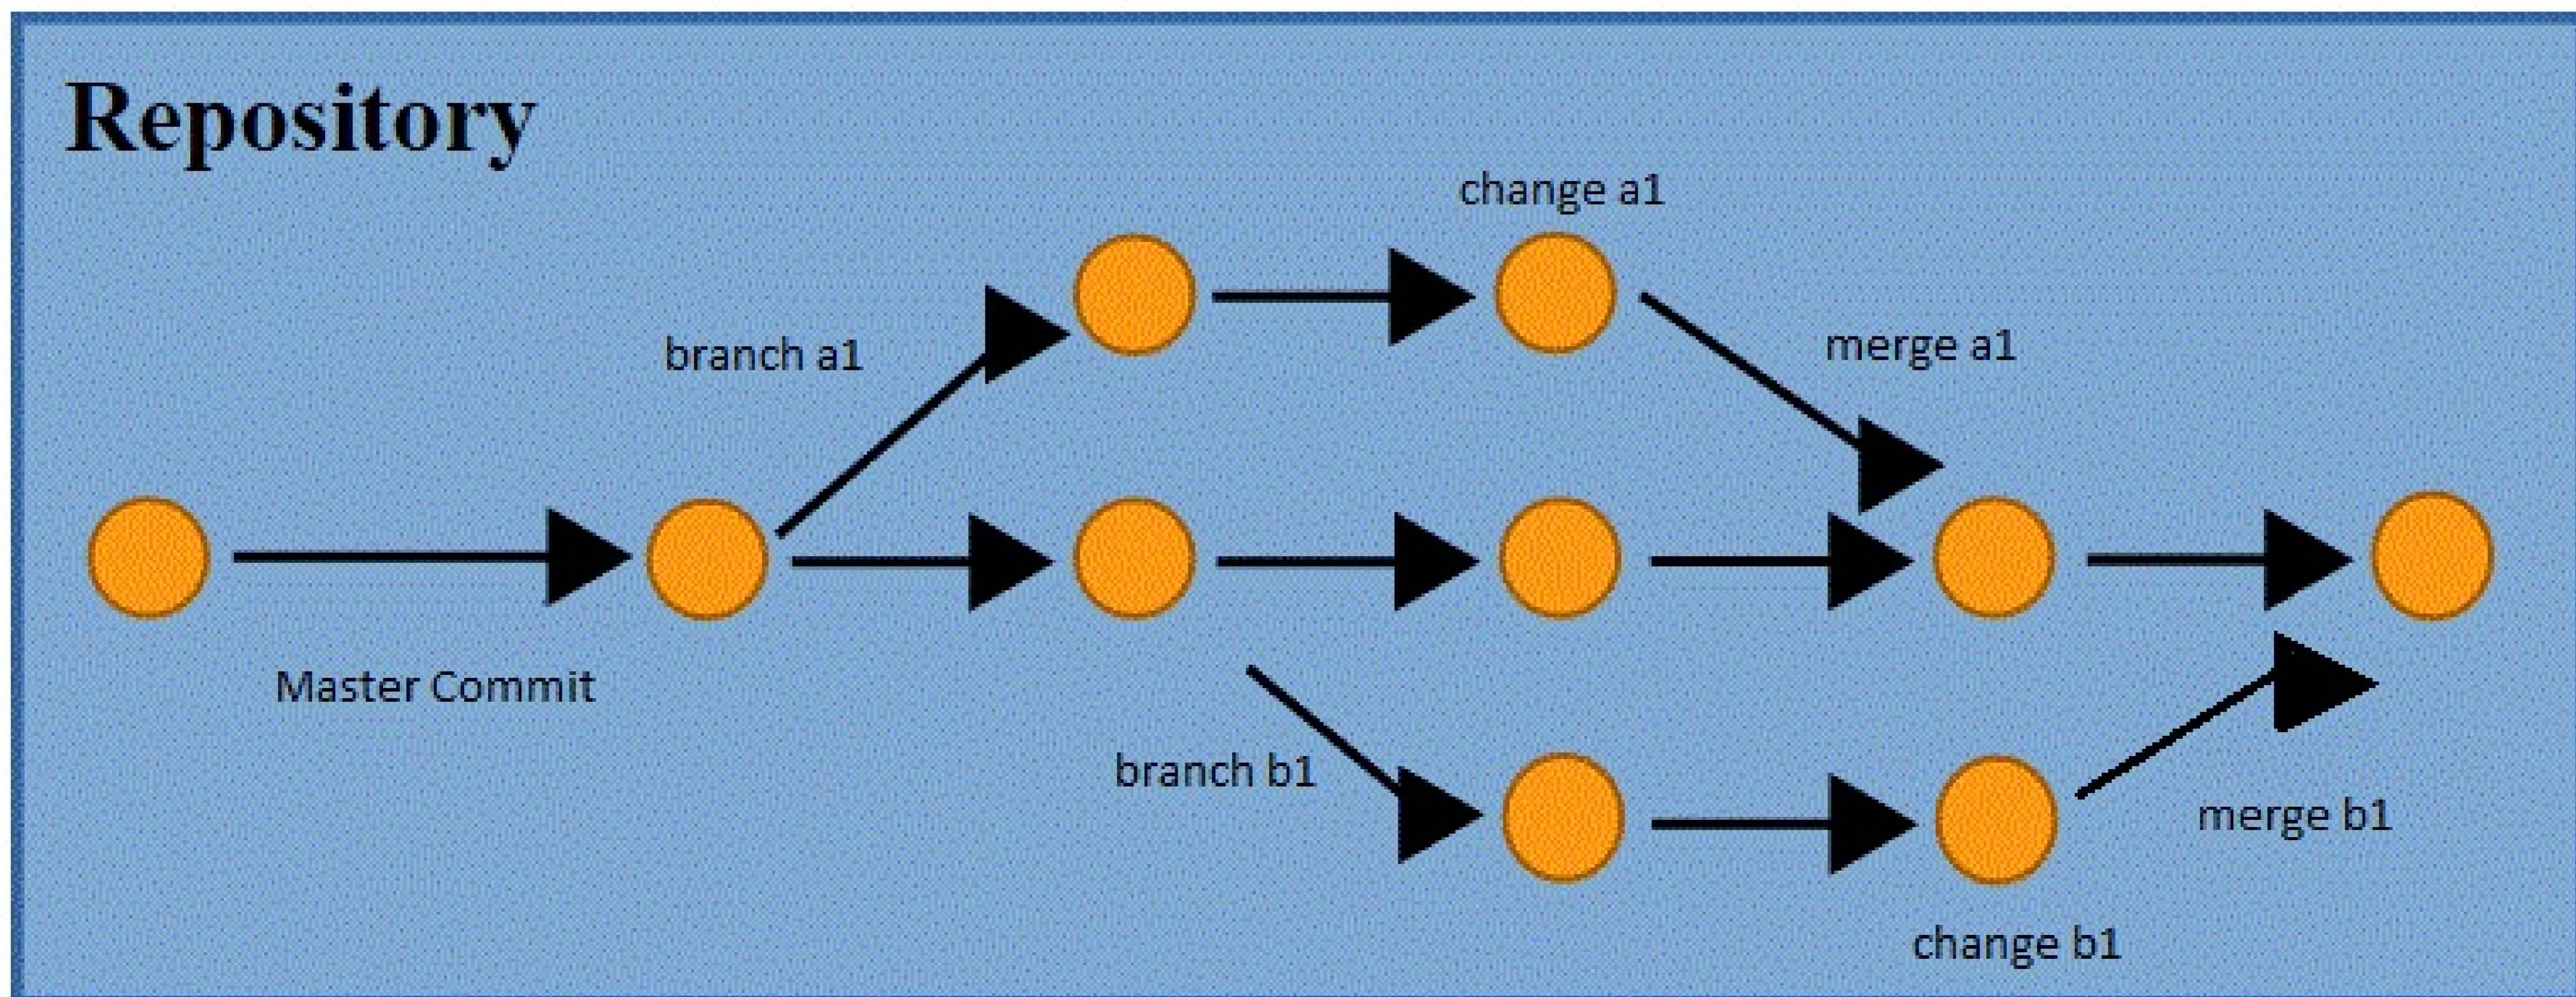 Repository
change a1
branch a1
merge a1
Master Commit
branch b1
merge b1
change b1